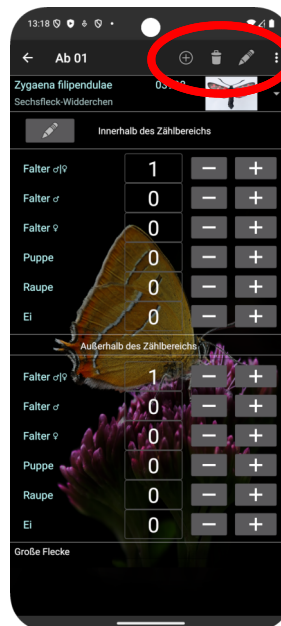 13:18
Ab 01
Zygaena filipendulae
Sechsfleck-Widderchen
Innerhalb des Zählbereichs
Falter ♂|♀ 1 − +
Falter ♂ 0 − +
Falter ♀ 0 − +
Puppe 0 − +
Raupe 0 − +
Ei 0 − +
Außerhalb des Zählbereichs
Falter ♂|♀ 1 − +
Falter ♂ 0 − +
Falter ♀ 0 − +
Puppe 0 − +
Raupe 0 − +
Ei 0 − +
Große Flecke